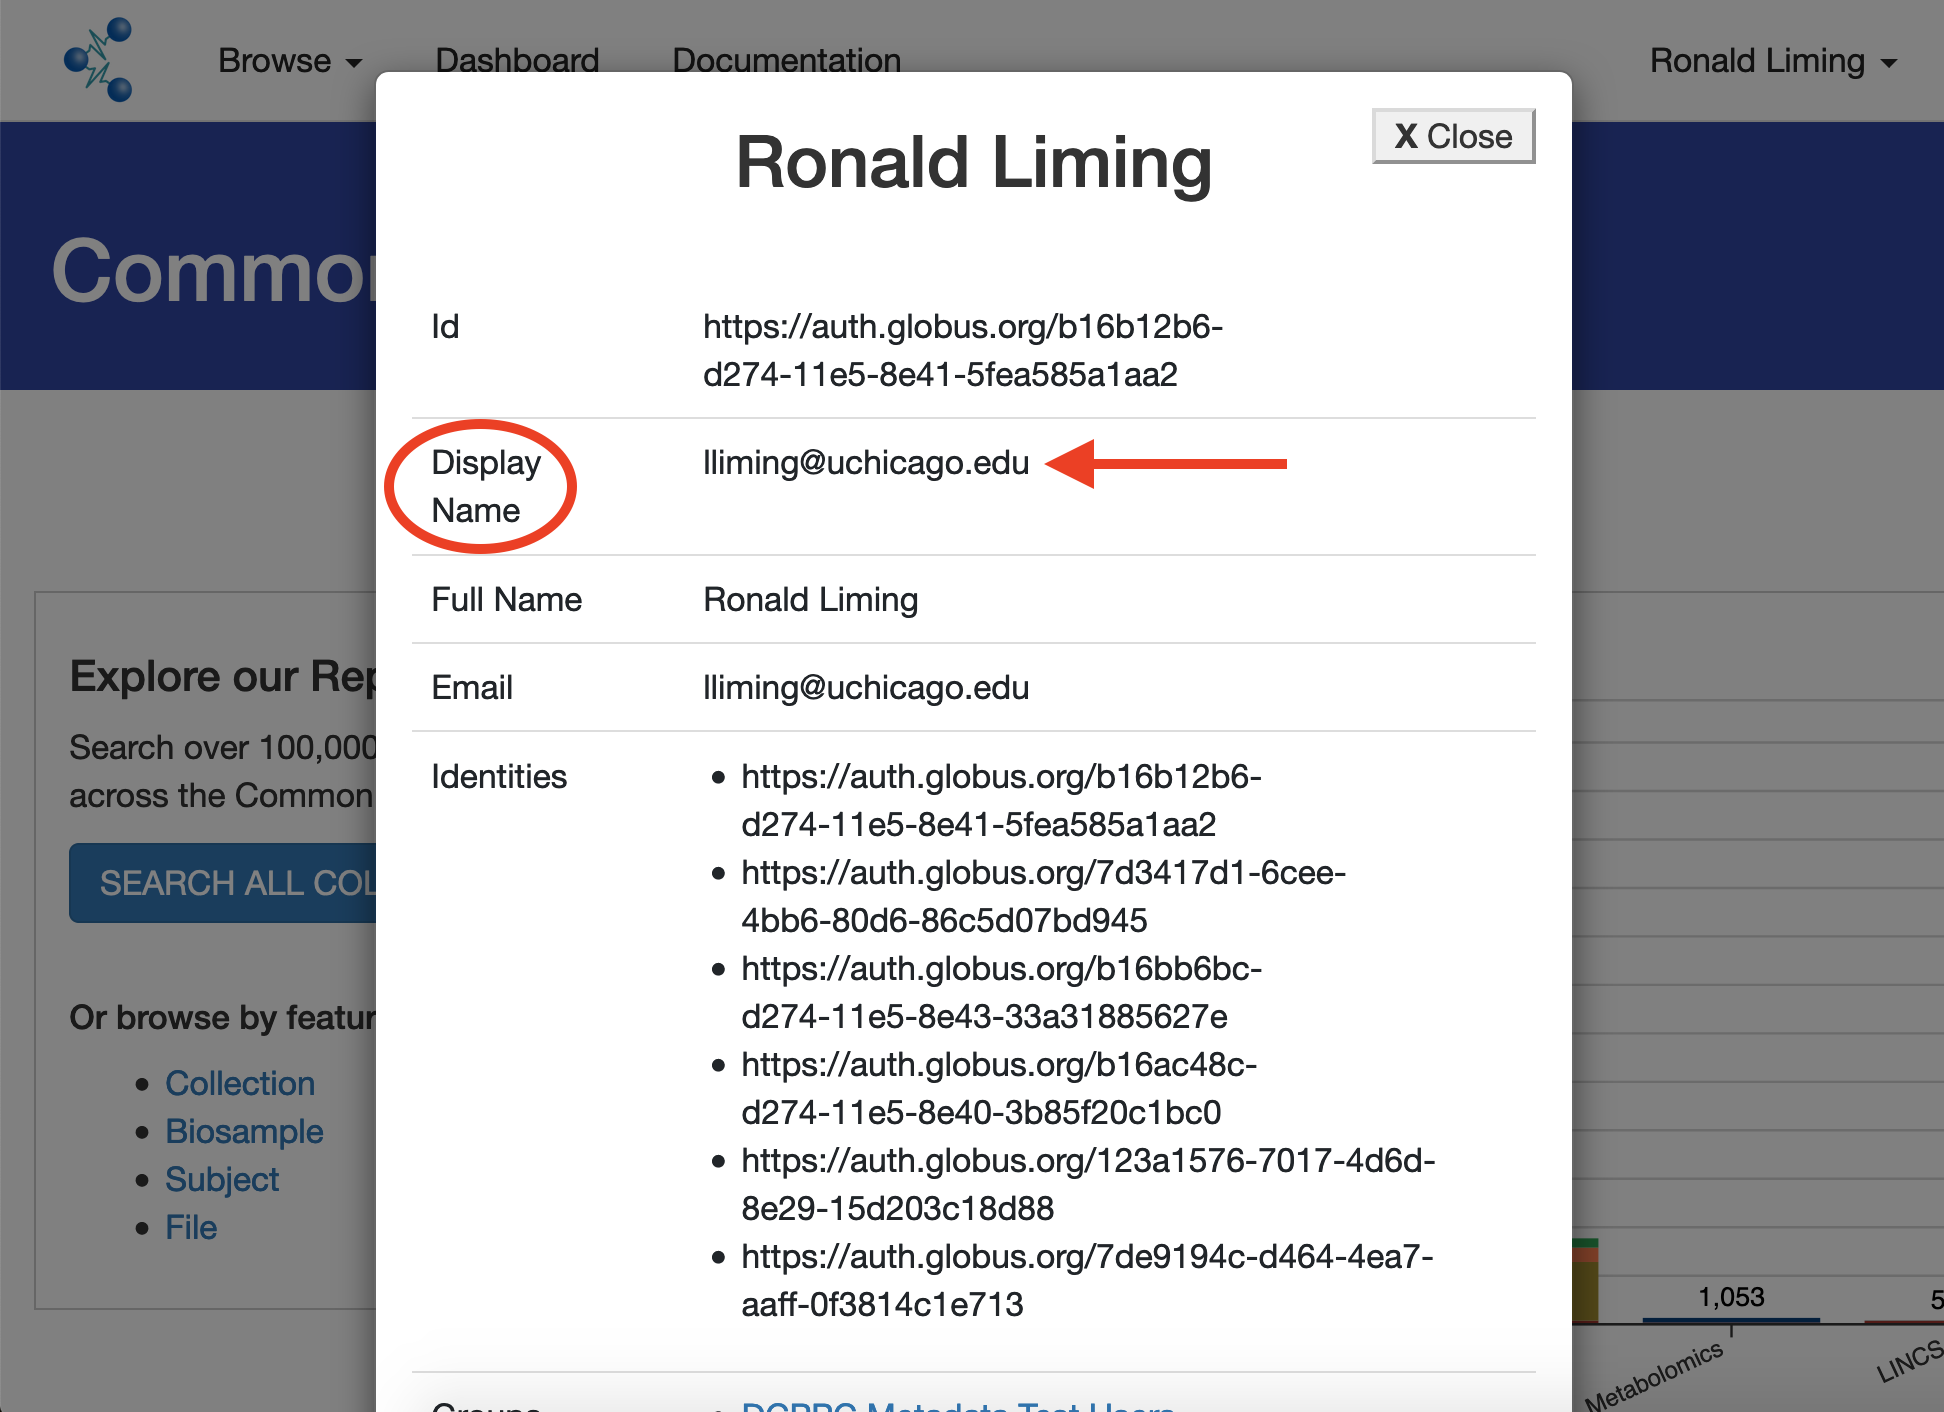 Browse
Dashboard
Documentation
Ronald Liming
Ronald Liming
X Close
Common
Id
https://auth.globus.org/b16b12b6-
d274-11e5-8e41-5fea585a1aa2
Display
Name
lliming@uchicago.edu
Full Name
Ronald Liming
Email
lliming@uchicago.edu
Identities
https://auth.globus.org/b16b12b6-
d274-11e5-8e41-5fea585a1aa2
https://auth.globus.org/7d3417d1-6cee-
4bb6-80d6-86c5d07bd945
https://auth.globus.org/b16bb6bc-
d274-11e5-8e43-33a31885627e
https://auth.globus.org/b16ac48c-
d274-11e5-8e40-3b85f20c1bc0
https://auth.globus.org/123a1576-7017-4d6d-
8e29-15d203c18d88
https://auth.globus.org/7de9194c-d464-4ea7-
aaff-0f3814c1e713
Groups
DCPPC Metadata Test Users
Explore our Rep
Search over 100,000
across the Common
SEARCH ALL COL
Or browse by featur
Collection
Biosample
Subject
File
1,053
5
Metabolomics
LINCS